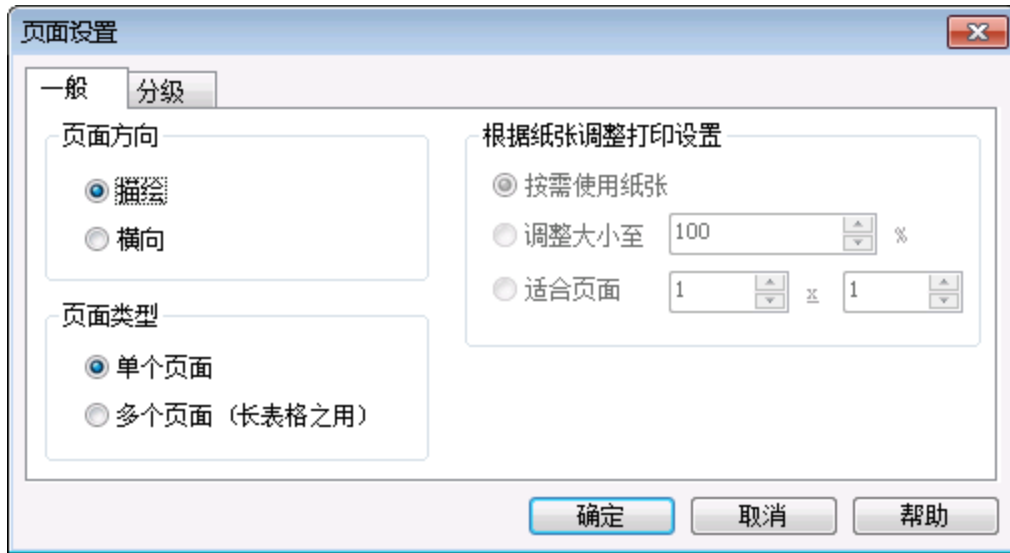 页面设置
一般
分级
页面方向
描绘
横向
页面类型
单个页面
多个页面（长表格之用）
根据纸张调整打印设置
按需使用纸张
调整大小至 100 %
适合页面 1 x 1
确定 取消 帮助